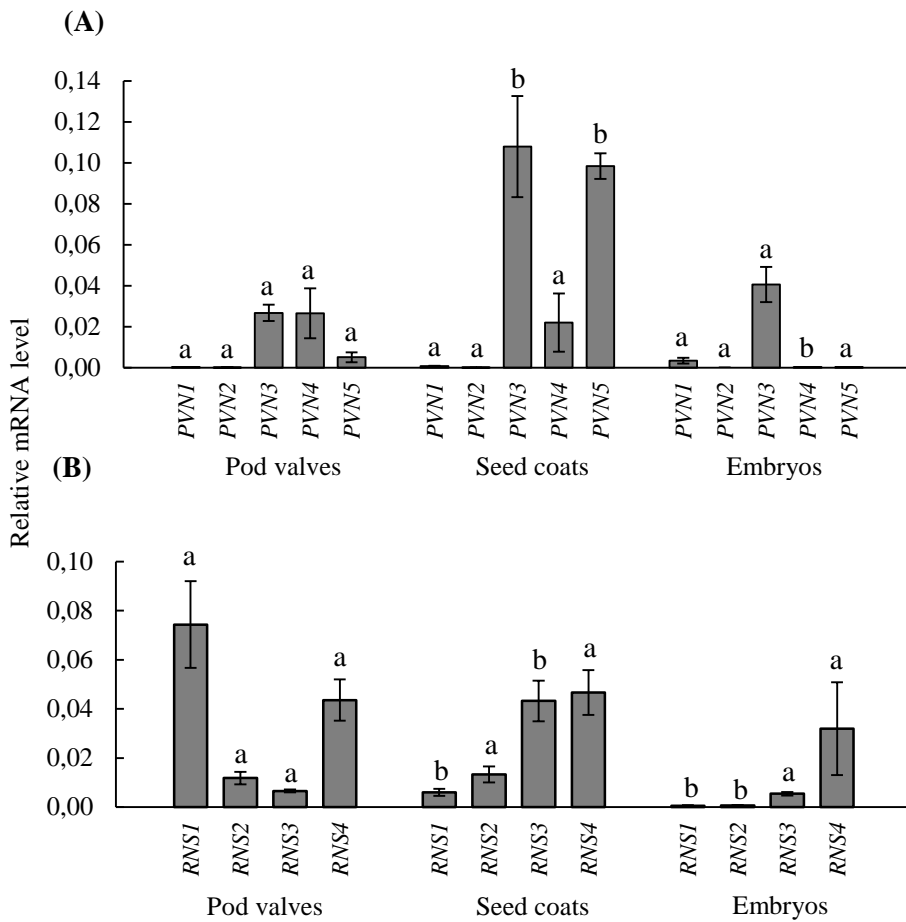 (A)
0,14
0,12
0,10
0,08
0,06
0,04
0,02
0,00
a a a a a
a a b a b
a a a b a
PVN1 PVN2 PVN3 PVN4 PVN5
PVN1 PVN2 PVN3 PVN4 PVN5
PVN1 PVN2 PVN3 PVN4 PVN5
Pod valves Seed coats Embryos
Relative mRNA level
(B)
0,10
0,08
0,06
0,04
0,02
0,00
a a a a
b a b a
b b a a
RNS1 RNS2 RNS3 RNS4
RNS1 RNS2 RNS3 RNS4
RNS1 RNS2 RNS3 RNS4
Pod valves Seed coats Embryos